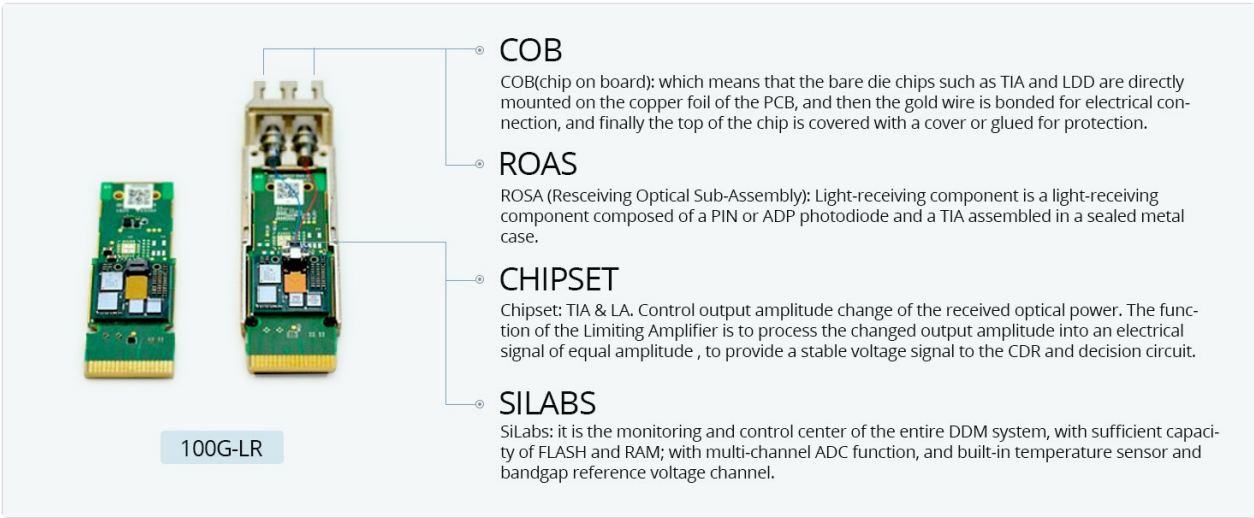 COB
COB(chip on board): which means that the bare die chips such as TIA and LDD are directly
mounted on the copper foil of the PCB, and then the gold wire is bonded for electrical con-
nection, and finally the top of the chip is covered with a cover or glued for protection.
ROAS
ROSA (Resceiving Optical Sub-Assembly): Light-receiving component is a light-receiving
component composed of a PIN or ADP photodiode and a TIA assembled in a sealed metal
case.
CHIPSET
Chipset: TIA & LA. Control output amplitude change of the received optical power. The func-
tion of the Limiting Amplifier is to process the changed output amplitude into an electrical
signal of equal amplitude , to provide a stable voltage signal to the CDR and decision circuit.
SILABS
SiLabs: it is the monitoring and control center of the entire DDM system, with sufficient capaci-
ty of FLASH and RAM; with multi-channel ADC function, and built-in temperature sensor and
bandgap reference voltage channel.
100G-LR